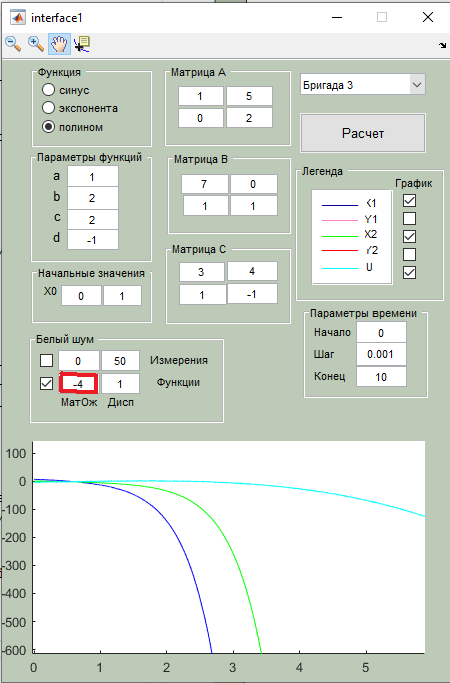 interface1
Функция
синус
экспонента
полином
Матрица A
1 5
0 2
Бригада 3
Расчет
Параметры функций
a 1
b 2
c 2
d -1
Матрица B
7 0
1 1
Легенда
График
X1
Y1
X2
Y2
U
Начальные значения
X0 0 1
Матрица C
3 4
1 -1
Параметры времени
Начало 0
Шаг 0.001
Конец 10
Белый шум
0 50 Измерения
-4 1 Функции
МатОж Дисп
100
0
-100
-200
-300
-400
-500
-600
0 1 2 3 4 5